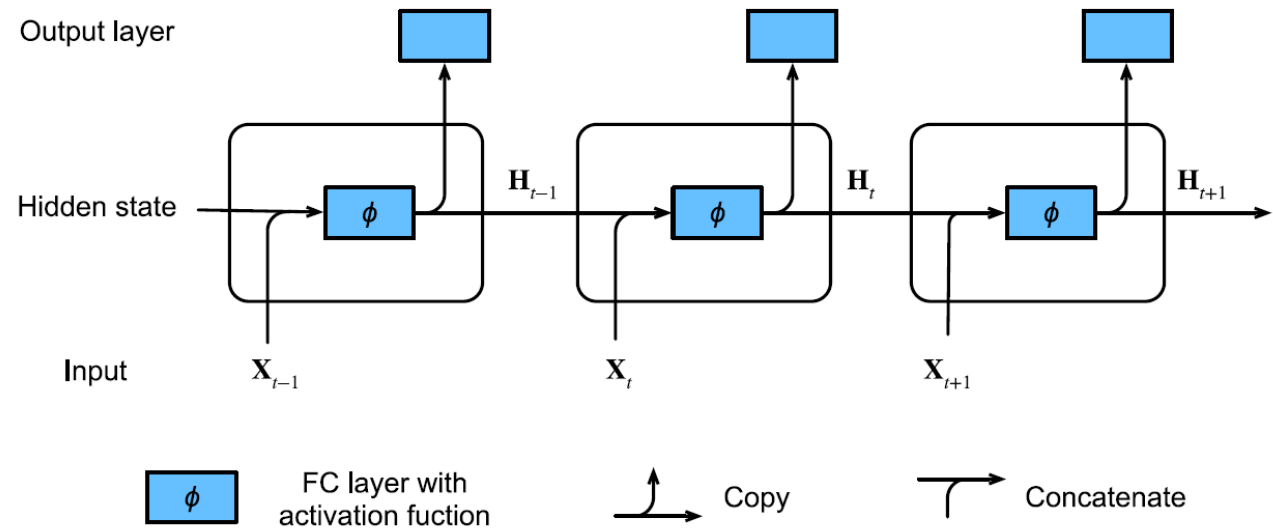 Output layer
Hidden state
ϕ
H_{t−1}
ϕ
H_t
ϕ
H_{t+1}
Input
X_{t−1}
X_t
X_{t+1}
ϕ
FC layer with
activation fuction
Copy
Concatenate